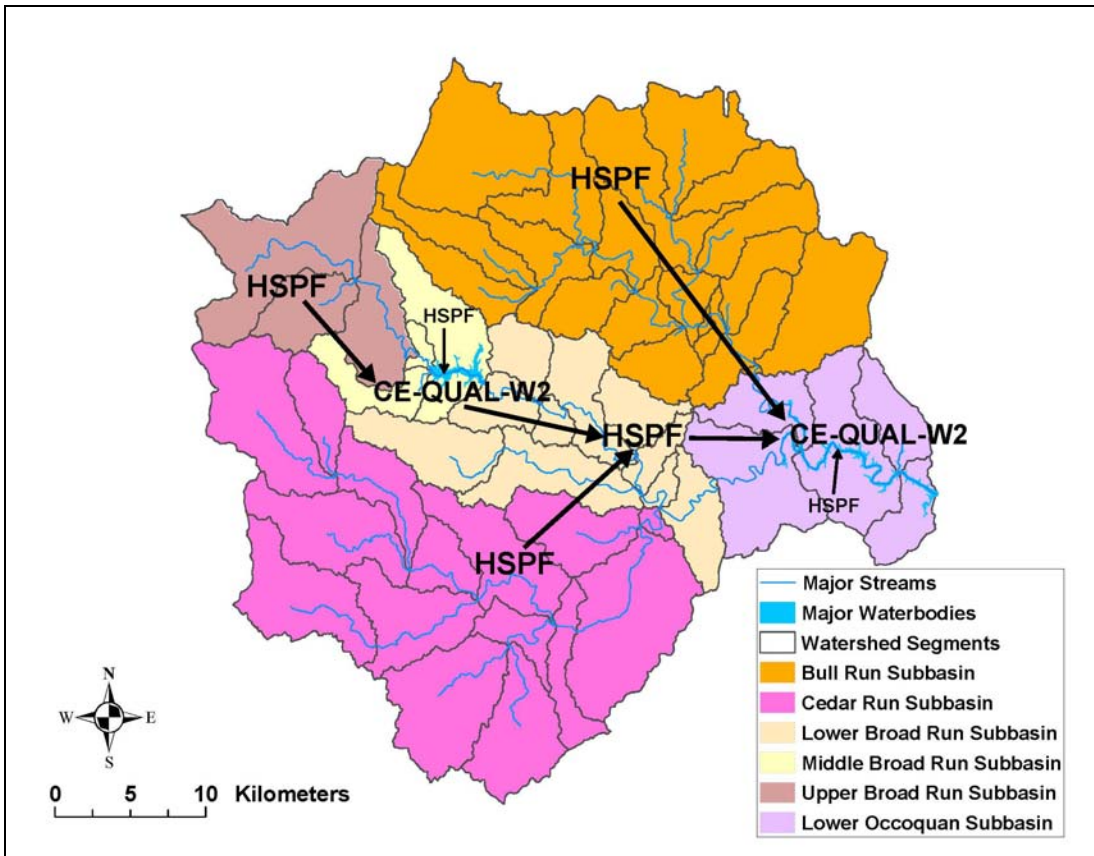 HSPF
HSPF
HSPF
CE-QUAL-W2
HSPF
CE-QUAL-W2
HSPF
HSPF
Major Streams
Major Waterbodies
Watershed Segments
Bull Run Subbasin
Cedar Run Subbasin
Lower Broad Run Subbasin
Middle Broad Run Subbasin
Upper Broad Run Subbasin
Lower Occoquan Subbasin
N
W E
S
0 5 10 Kilometers